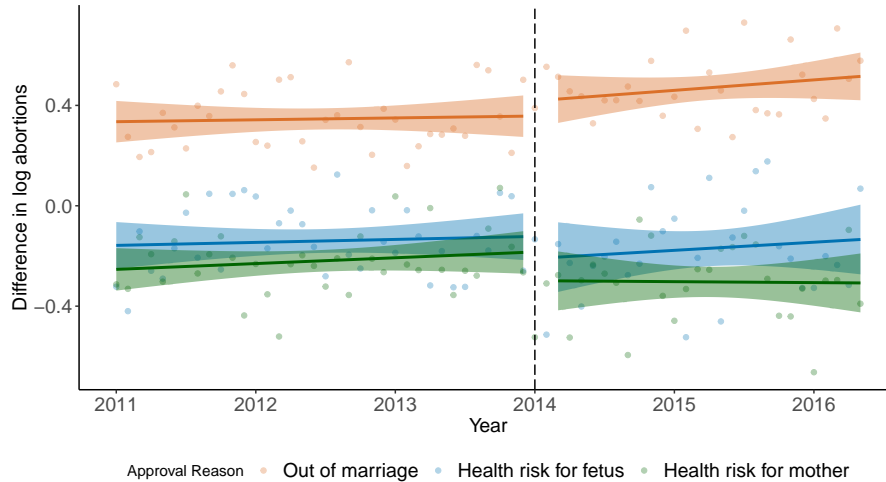 Difference in log abortions
0.4
0.0
−0.4
2011 2012 2013 2014 2015 2016
Year
Approval Reason Out of marriage Health risk for fetus Health risk for mother